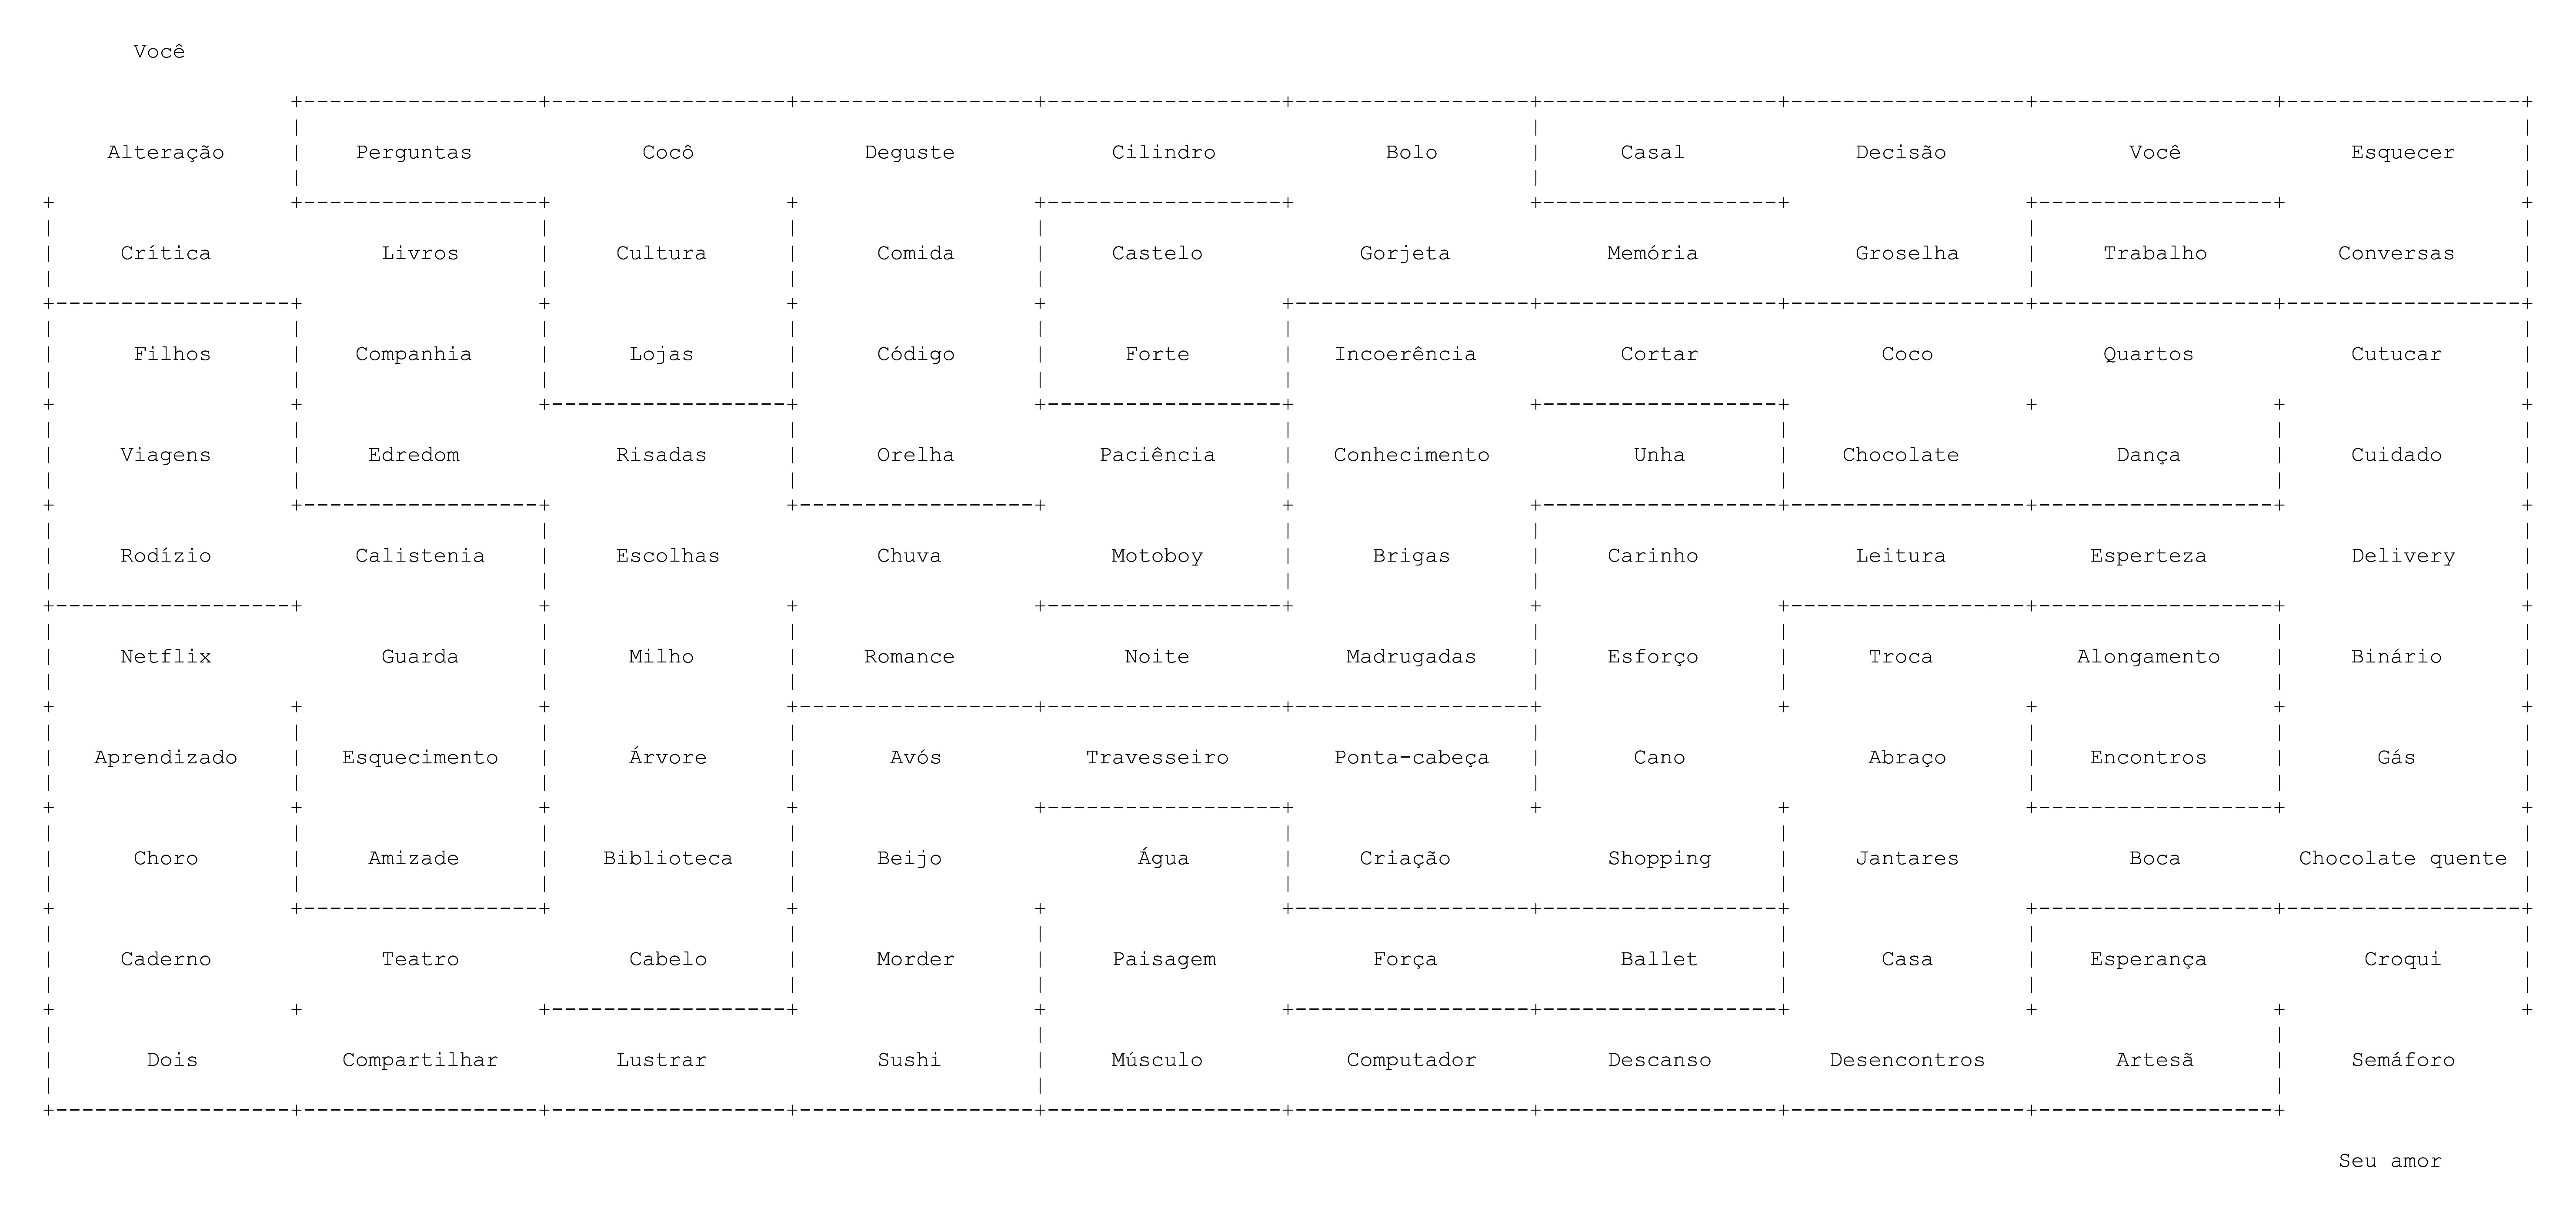 Você
Alteração Perguntas Cocô Deguste Cilindro Bolo Casal Decisão Você Esquecer
Crítica Livros Cultura Comida Castelo Gorjeta Memória Groselha Trabalho Conversas
Filhos Companhia Lojas Código Forte Incoerência Cortar Coco Quartos Cutucar
Viagens Edredom Risadas Orelha Paciência Conhecimento Unha Chocolate Dança Cuidado
Rodízio Calistenia Escolhas Chuva Motoboy Brigas Carinho Leitura Esperteza Delivery
Netflix Guarda Milho Romance Noite Madrugadas Esforço Troca Alongamento Binário
Aprendizado Esquecimento Árvore Avós Travesseiro Ponta-cabeça Cano Abraço Encontros Gás
Choro Amizade Biblioteca Beijo Água Criação Shopping Jantares Boca Chocolate quente
Caderno Teatro Cabelo Morder Paisagem Força Ballet Casa Esperança Croqui
Dois Compartilhar Lustrar Sushi Músculo Computador Descanso Desencontros Artesã Semáforo
Seu amor